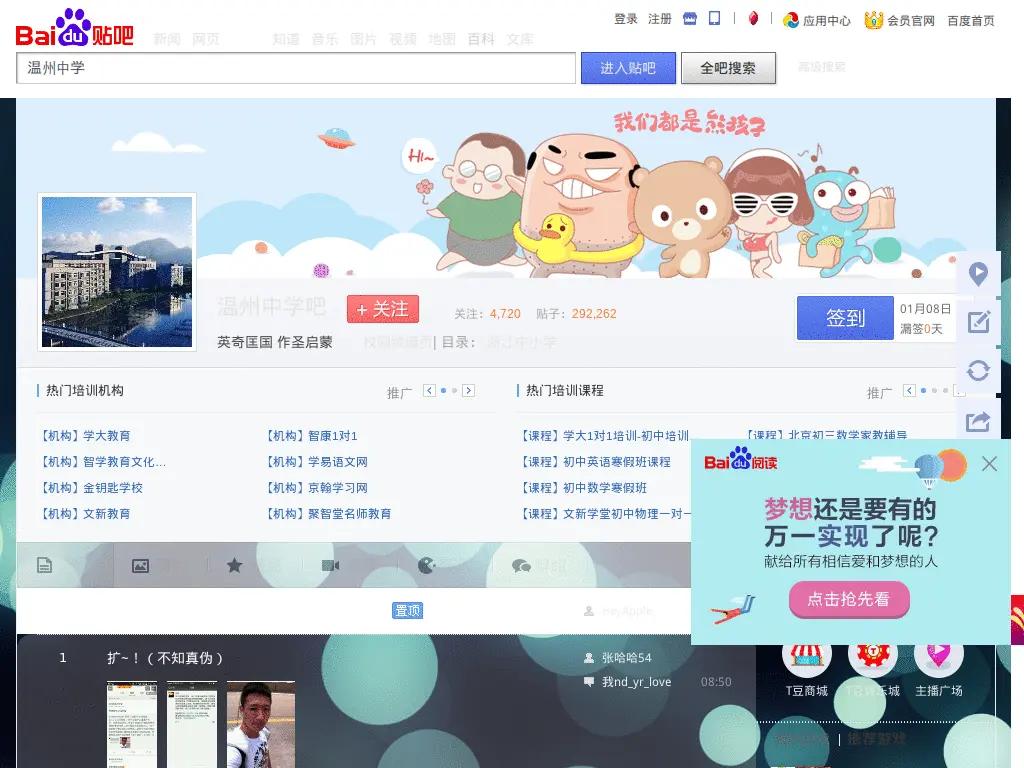 登录 注册 应用中心 会员官网 百度首页
Baidu贴吧 新闻 网页 知道 音乐 图片 视频 地图 百科 文库
温州中学 进入贴吧 全吧搜索 高级搜索
我们都是熊孩子
Hi~
温州中学吧 + 关注 关注：4,720 贴子：292,262
签到 01月08日
漏签0天
英奇匡国 作圣启蒙 | 目录： 浙江中小学
热门培训机构 推广
热门培训课程 推广
【机构】学大教育 【机构】智康1对1
【机构】智学教育文化... 【机构】学易语文网
【机构】金钥匙学校 【机构】京翰学习网
【机构】文新教育 【机构】聚智堂名师教育
【课程】学大1对1培训-初中培训 【课程】北京初三数学家教辅导
【课程】初中英语寒假班课程
【课程】初中数学寒假班
【课程】文新学堂初中物理一对一
Baidu阅读
梦想还是要有的
万一实现了呢?
献给所有相信爱和梦想的人
点击抢先看
置顶 HeyApple
1 扩~！（不知真伪） 张哈哈54
我nd_yr_love 08:50
T豆商城 主播广场
推荐游戏